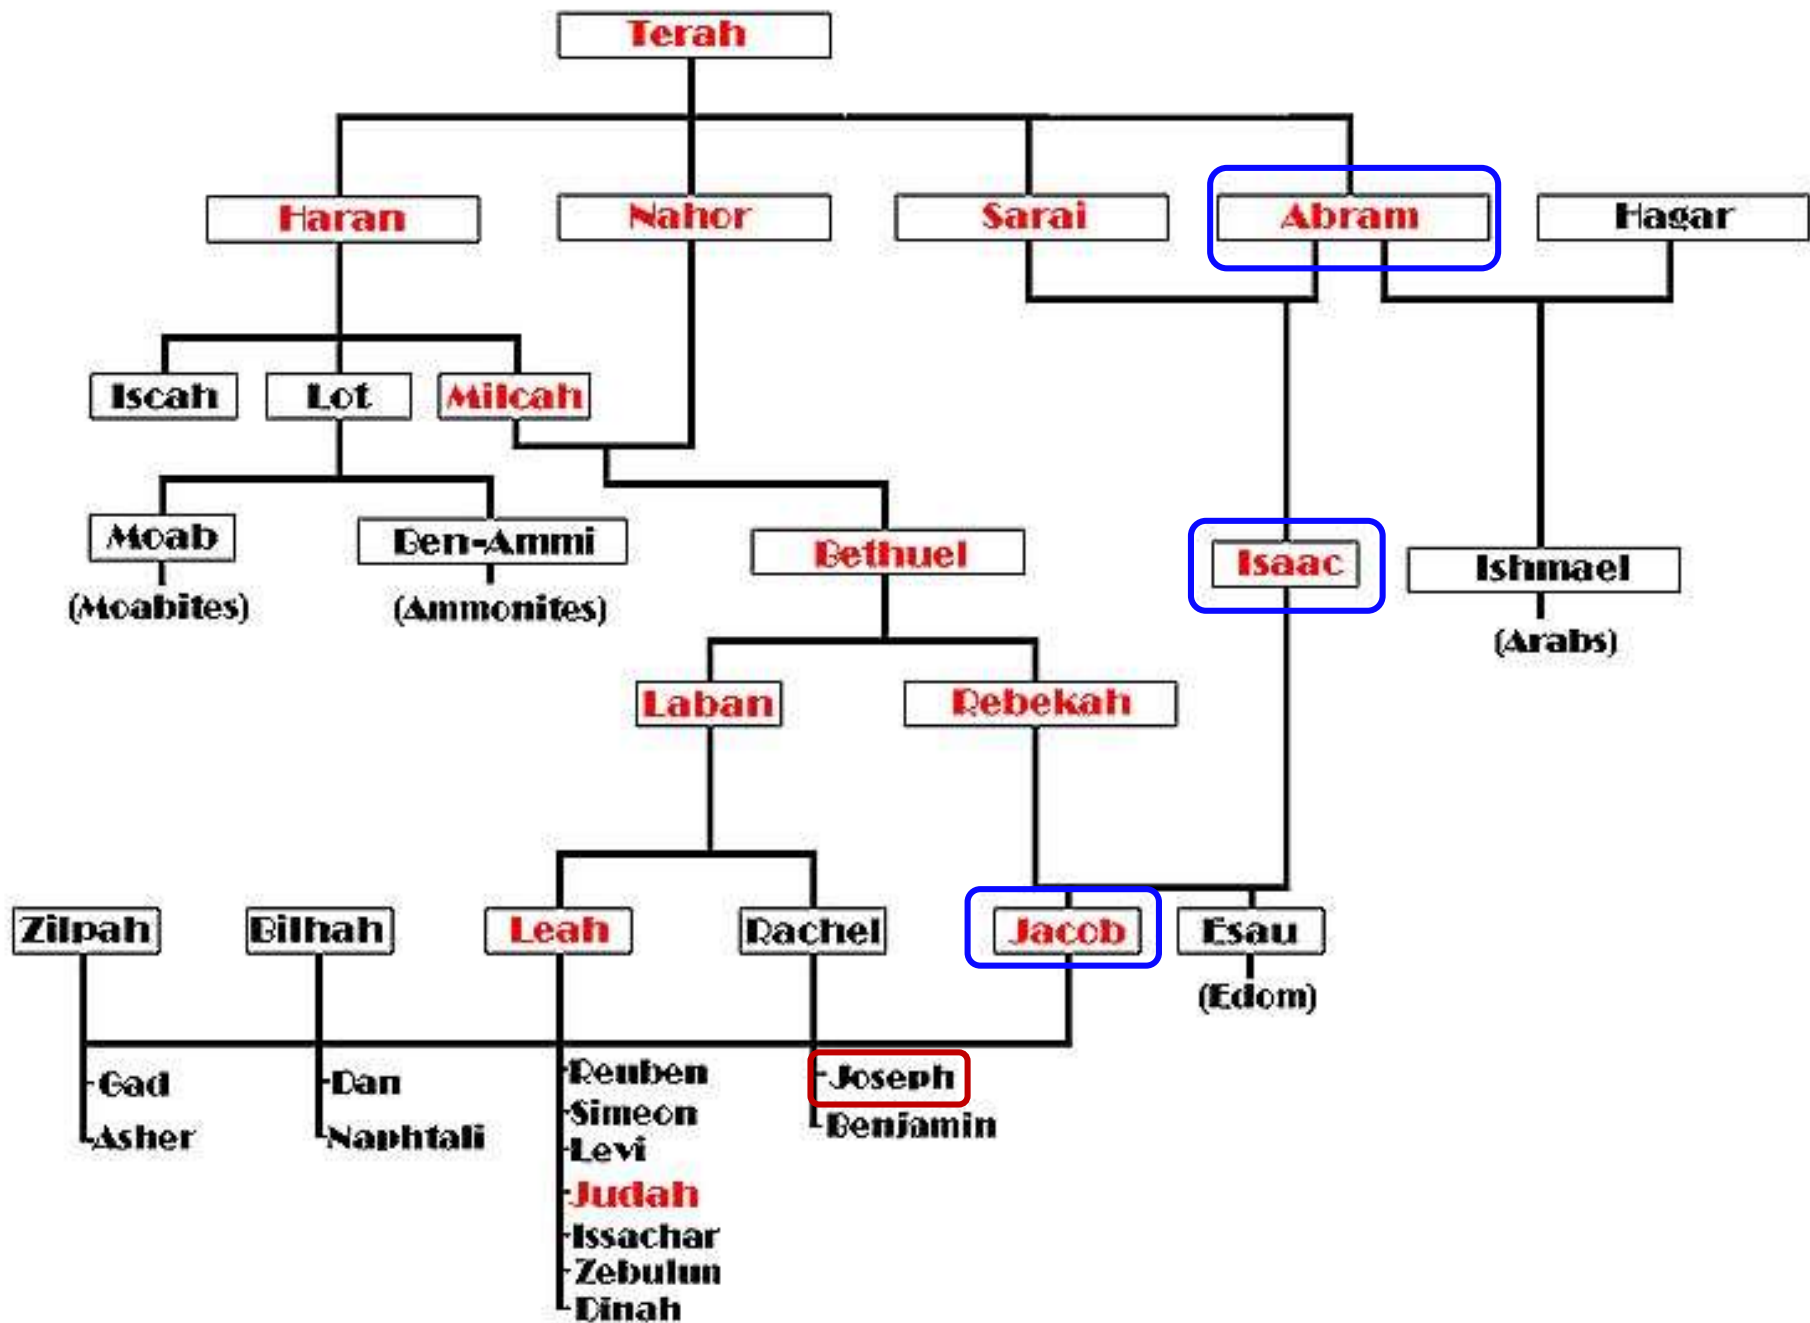 Terah
Haran
Nahor
Sarai
Abram
Hagar
Iscah
Lot
Milcah
Moab
Ben-Ammi
Bethuel
Isaac
Ishmael
(Moabites)
(Ammonites)
(Arabs)
Laban
Rebekah
Zilpah
Bilhah
Leah
Rachel
Jacob
Esau
(Edom)
Gad
Asher
Dan
Naphtali
Reuben
Simeon
Levi
Judah
Issachar
Zebulun
Dinah
Joseph
Benjamin